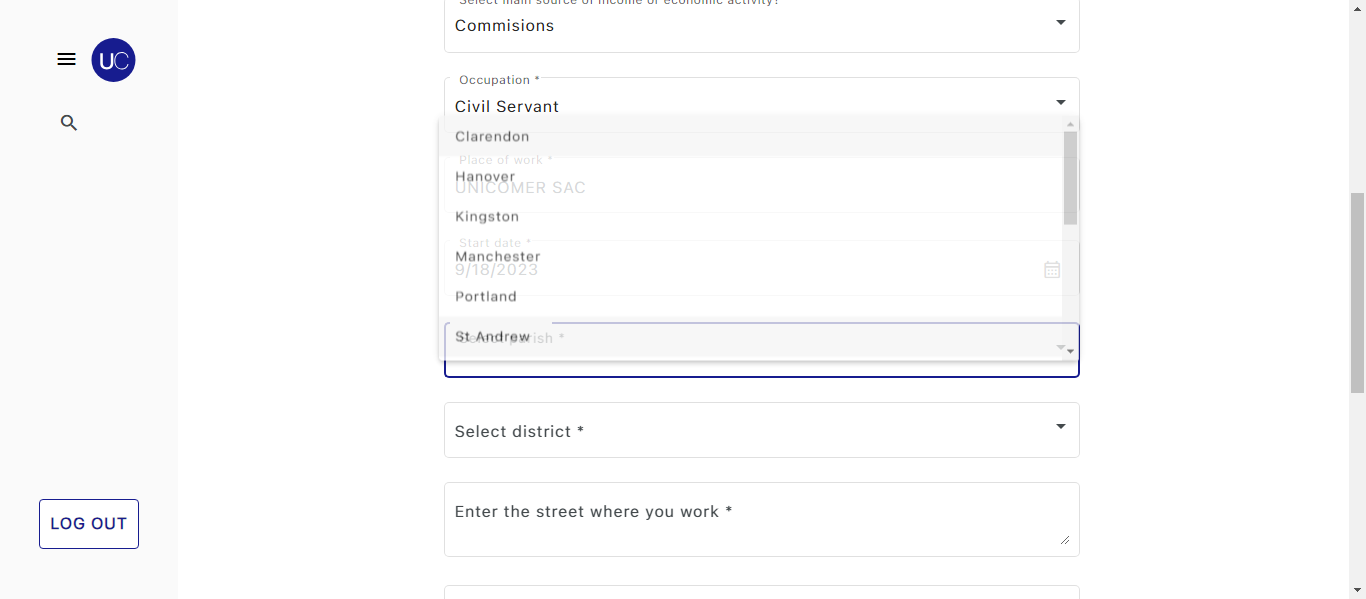 Select main source of income or economic activity?
Commisions
UC
Occupation *
Civil Servant
Clarendon
Place of work *
Hanover
UNICOMER SAC
Kingston
Start date *
Manchester
9/18/2023
Portland
St Andrew
Select parish *
Select district *
Enter the street where you work *
LOG OUT